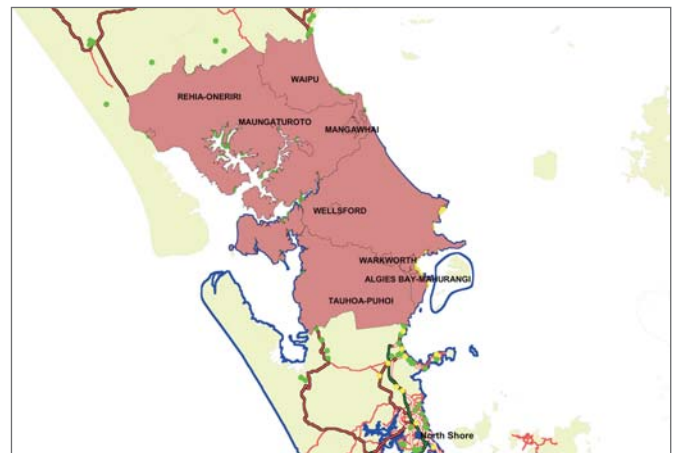 WAIPU
REHIA-ONERIRI
MAUNGATUROTO
MANGAWHAI
WELLSFORD
WARKWORTH
ALGIES BAY-MAHURANGI
TAUHOA-PUHOI
North Shore